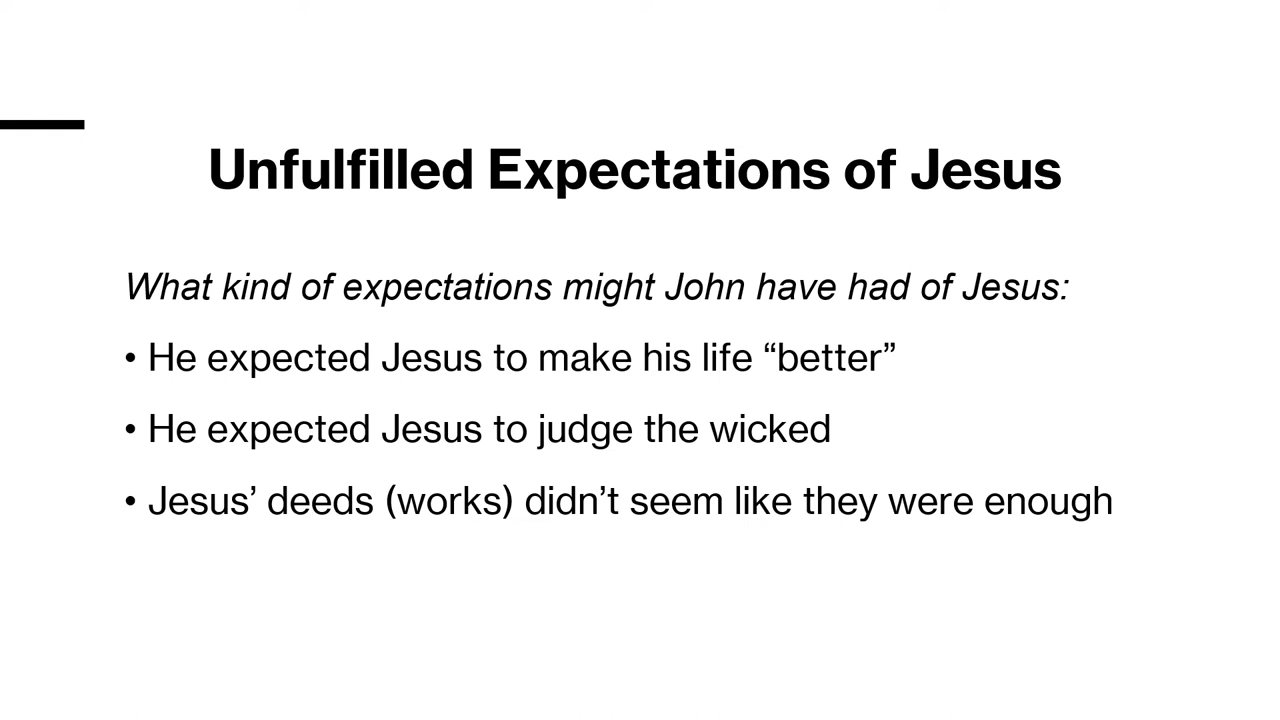 Unfulfilled Expectations of Jesus
What kind of expectations might John have had of Jesus:
• He expected Jesus to make his life “better”
• He expected Jesus to judge the wicked
• Jesus’ deeds (works) didn’t seem like they were enough